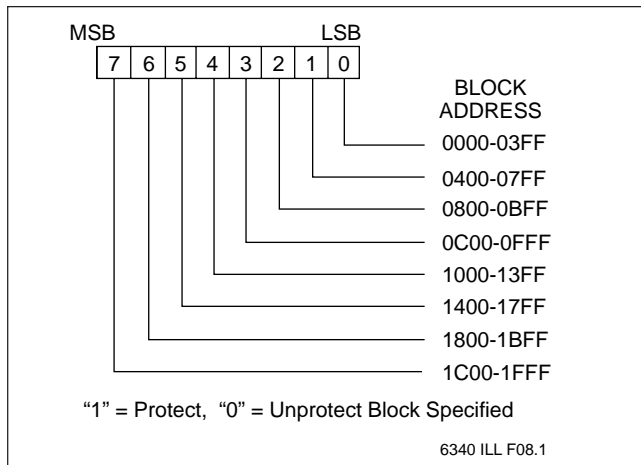 MSB LSB
7 6 5 4 3 2 1 0
BLOCK
ADDRESS
0000-03FF
0400-07FF
0800-0BFF
0C00-0FFF
1000-13FF
1400-17FF
1800-1BFF
1C00-1FFF
“1” = Protect, “0” = Unprotect Block Specified
6340 ILL F08.1